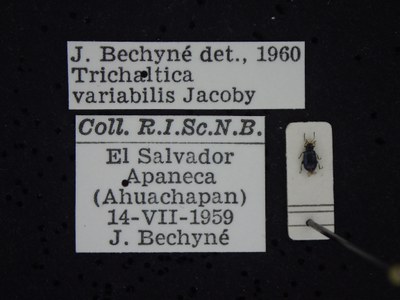 J. Bechyné det., 1960
Trichaltica
variabilis Jacoby
Coll. R.I.Sc.N.B.
El Salvador
Apaneca
(Ahuachapan)
14-VII-1959
J. Bechyné